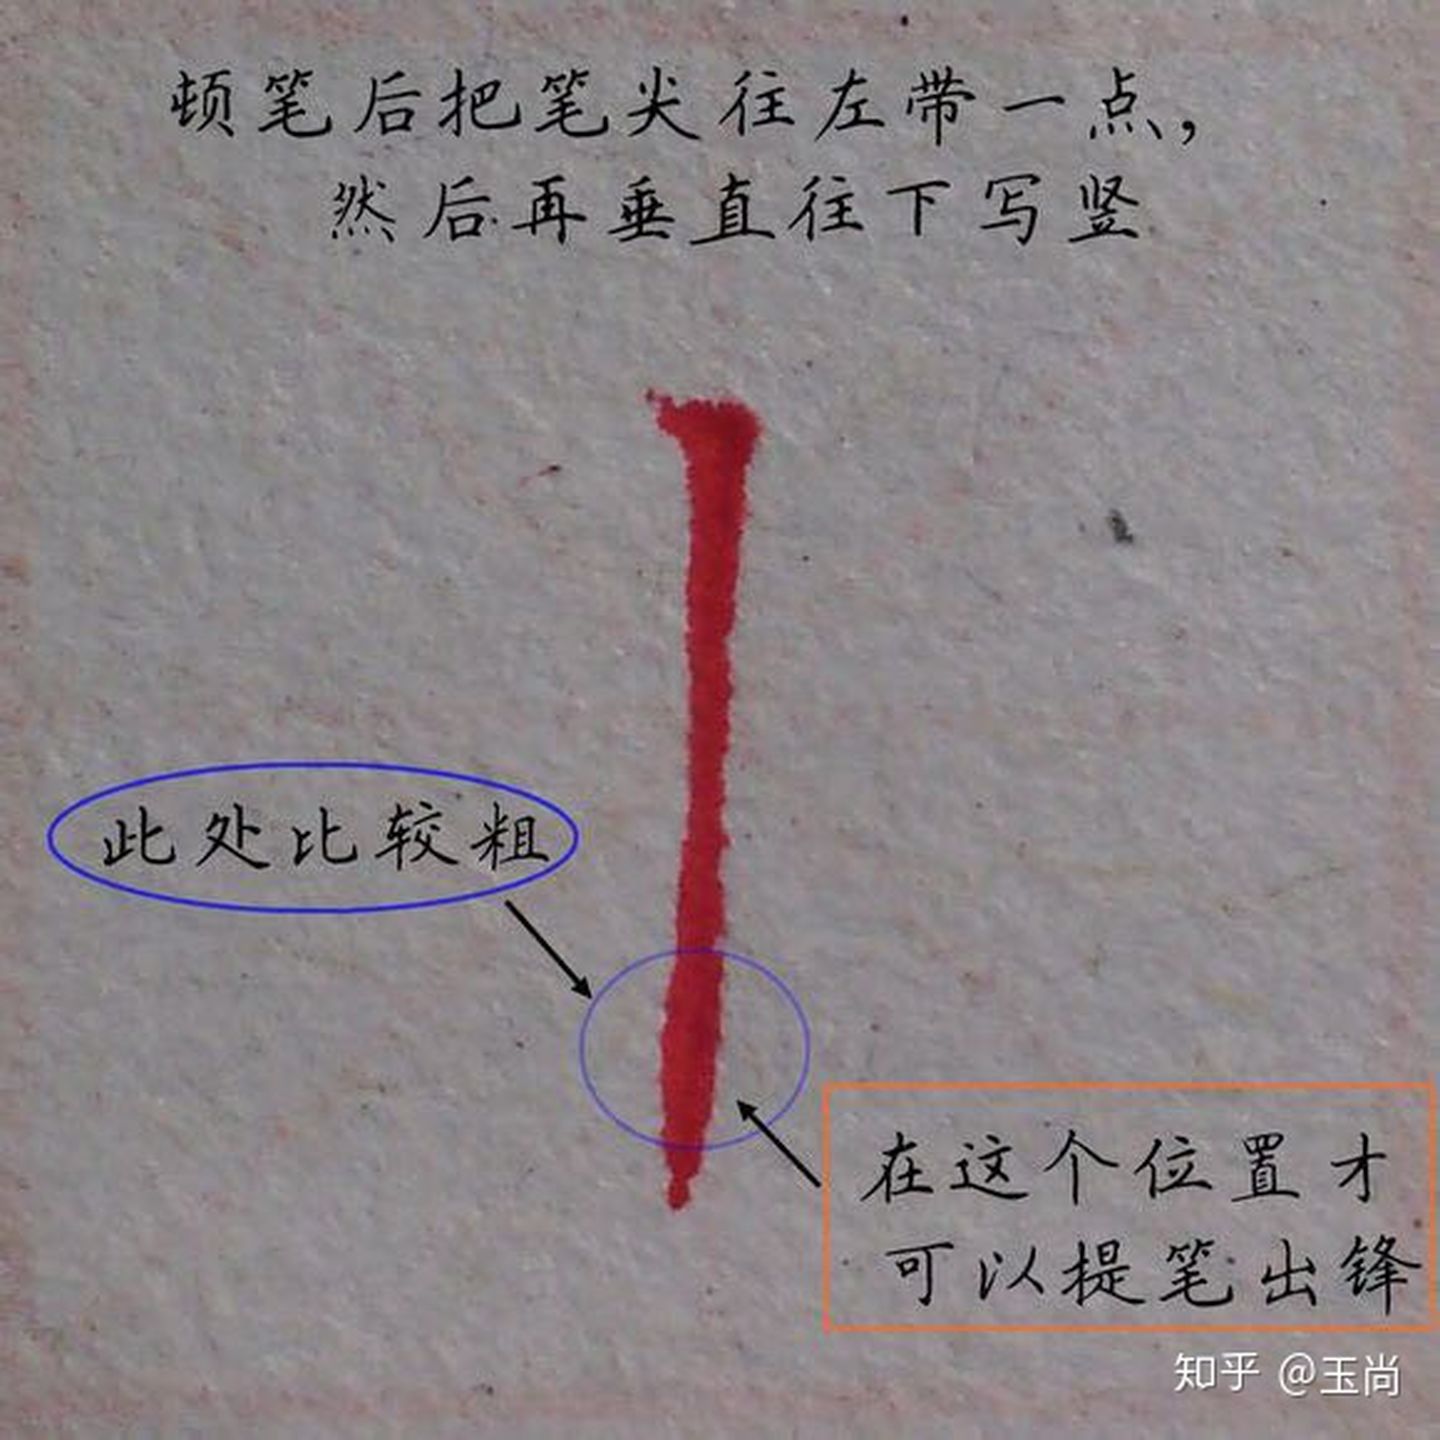 顿笔后把笔尖往左带一点，
然后再垂直往下写竖
此处比较粗
在这个位置才
可以提笔出锋
知乎 @玉尚